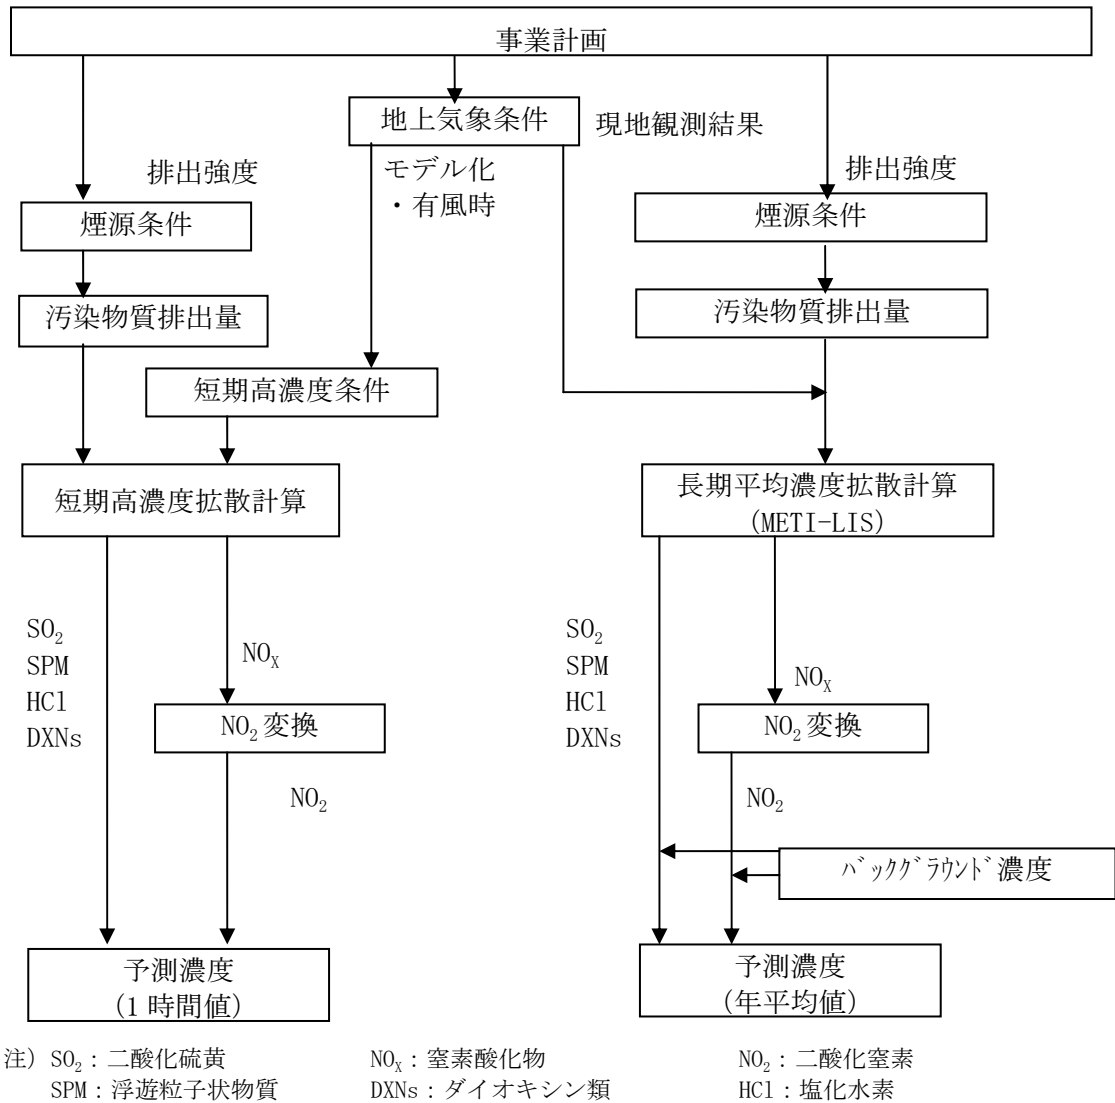 事業計画
地上気象条件
現地観測結果
排出強度
モデル化
・有風時
排出強度
煙源条件
煙源条件
汚染物質排出量
汚染物質排出量
短期高濃度条件
短期高濃度拡散計算
長期平均濃度拡散計算
(METI-LIS)
SO₂
SPM
HCl
DXNs
NOₓ
NO₂変換
NO₂
SO₂
SPM
HCl
DXNs
NOₓ
NO₂変換
NO₂
ﾊﾞｯｸｸﾞﾗｳﾝﾄﾞ濃度
予測濃度
(1 時間値)
予測濃度
(年平均値)
注) SO₂：二酸化硫黄 NOₓ：窒素酸化物 NO₂：二酸化窒素
SPM：浮遊粒子状物質 DXNs：ダイオキシン類 HCl：塩化水素